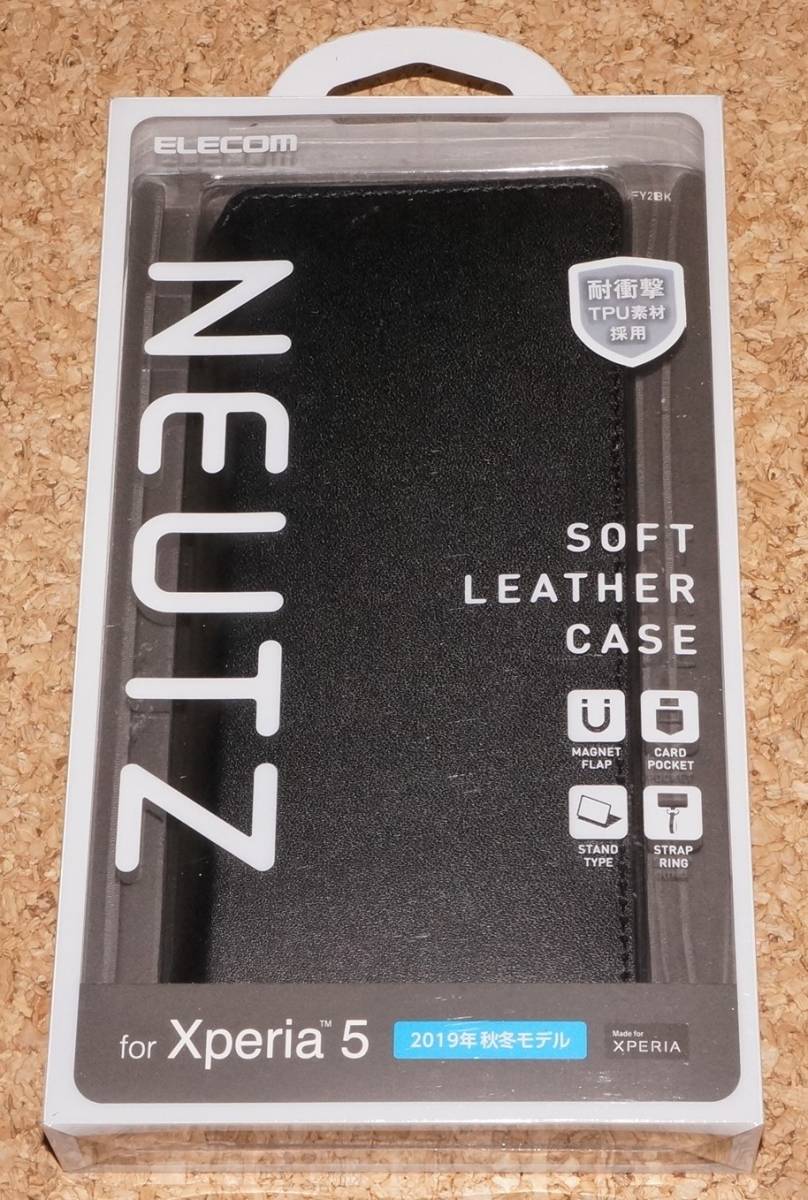 ELECOM
FY2BK
NEUTZ
耐衝撃
TPU素材
採用
SOFT
LEATHER
CASE
MAGNET
FLAP
CARD
POCKET
STAND
TYPE
STRAP
RING
for Xperia™ 5
2019年 秋冬モデル
Made for
XPERIA